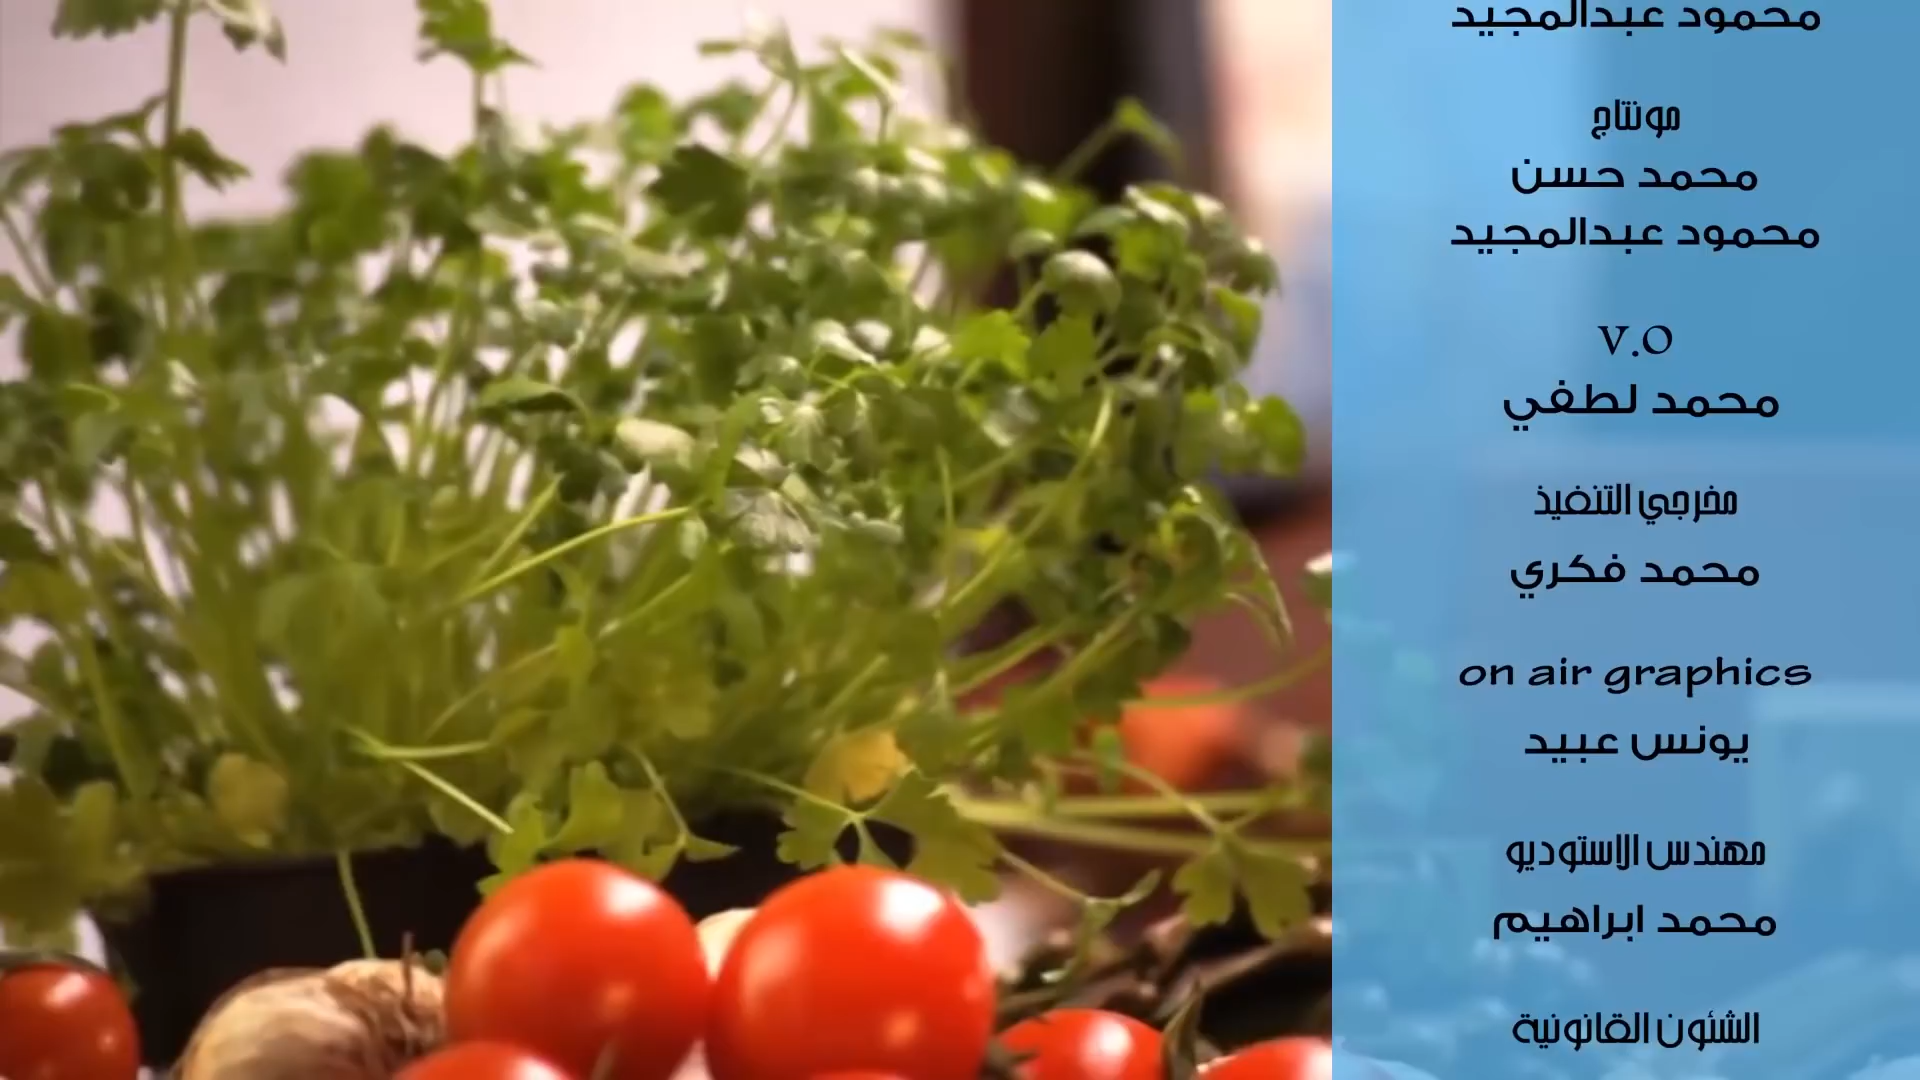 محمود عبدالمجيد
مونتاج
محمد حسن
محمود عبدالمجيد
v.o
محمد لطفي
مخرجي التنفيذ
محمد فكري
on air graphics
يونس عبيد
مهندس الاستوديو
محمد ابراهيم
الشئون القانونية